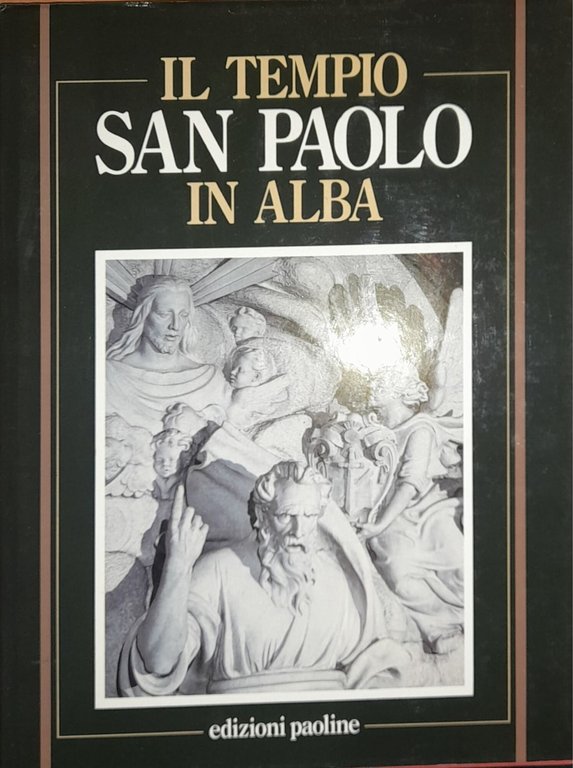 IL TEMPIO
SAN PAOLO
IN ALBA
edizioni paoline